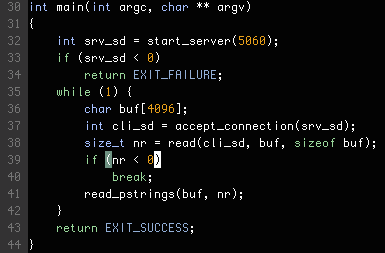 30 int main(int argc, char ** argv)
31 {
32     int srv_sd = start_server(5060);
33     if (srv_sd < 0)
34         return EXIT_FAILURE;
35     while (1) {
36         char buf[4096];
37         int cli_sd = accept_connection(srv_sd);
38         size_t nr = read(cli_sd, buf, sizeof buf);
39         if (nr < 0)
40             break;
41         read_pstrings(buf, nr);
42     }
43     return EXIT_SUCCESS;
44 }